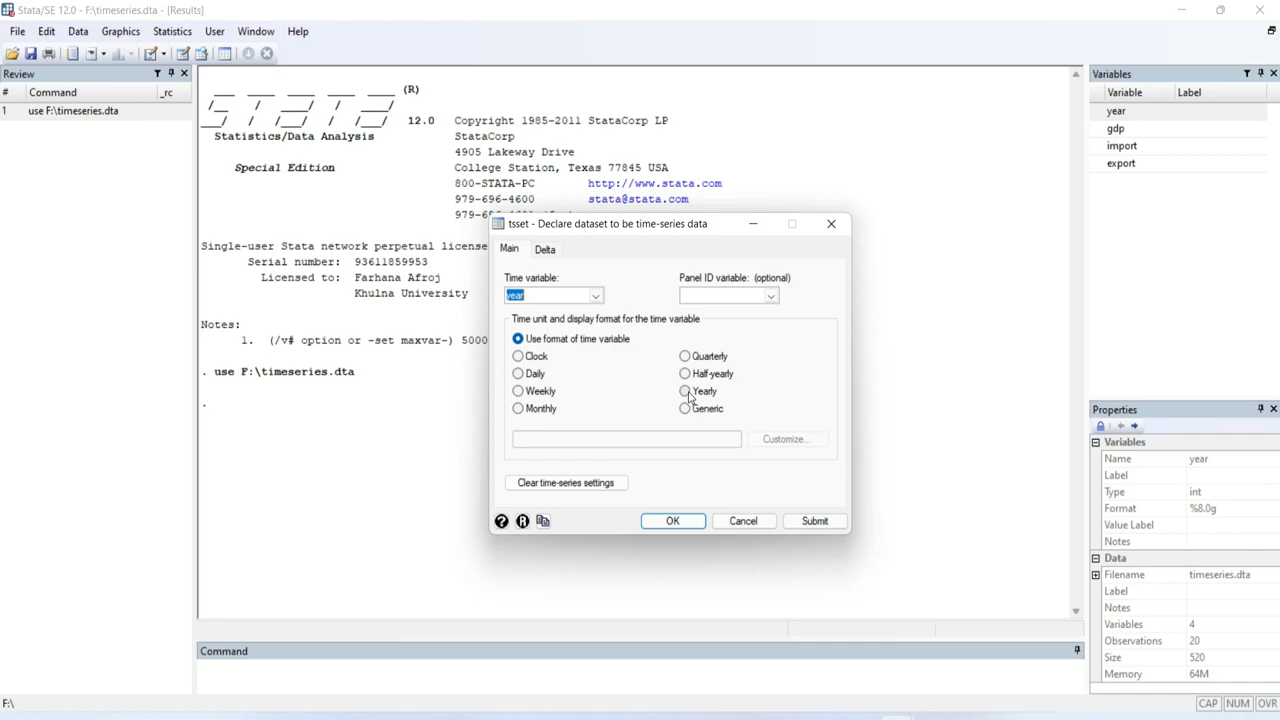 Stata/SE 12.0 - F:\timeseries.dta - [Results]
File Edit Data Graphics Statistics User Window Help
Review
# Command _rc
1 use F:\timeseries.dta
(R)
12.0 Copyright 1985-2011 StataCorp LP
Statistics/Data Analysis StataCorp
4905 Lakeway Drive
Special Edition College Station, Texas 77845 USA
800-STATA-PC http://www.stata.com
979-696-4600 stata@stata.com
Single-user Stata network perpetual license
Serial number: 93611859953
Licensed to: Farhana Afroj
Khulna University
Notes:
1. (/v# option or -set maxvar-) 5000
. use F:\timeseries.dta
.
tsset - Declare dataset to be time-series data
Main Delta
Time variable: Panel ID variable: (optional)
year
Time unit and display format for the time variable
Use format of time variable
Clock Quarterly
Daily Half-yearly
Weekly Yearly
Monthly Generic
Customize...
Clear time-series settings
OK Cancel Submit
Command
Variables
Variable Label
year
gdp
import
export
Properties
Variables
Name year
Label
Type int
Format %8.0g
Value Label
Notes
Data
Filename timeseries.dta
Label
Notes
Variables 4
Observations 20
Size 520
Memory 64M
F:\
CAP NUM OVR